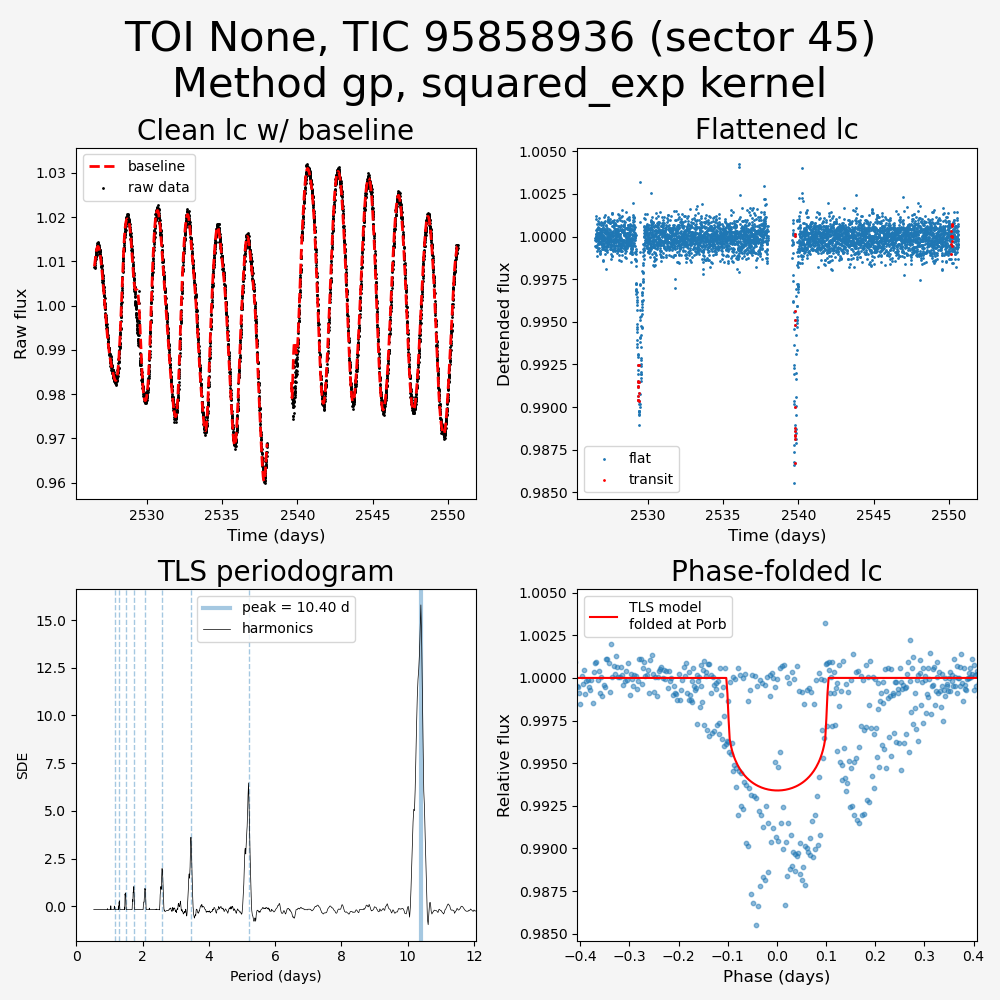 TOI None, TIC 95858936 (sector 45)
Method gp, squared_exp kernel
Clean lc w/ baseline
baseline
raw data
1.03
1.02
1.01
1.00
0.99
0.98
0.97
0.96
Raw flux
2530
2535
2540
2545
2550
Time (days)
Flattened lc
1.0050
1.0025
1.0000
0.9975
0.9950
0.9925
0.9900
0.9875
0.9850
Detrended flux
flat
transit
2530
2535
2540
2545
2550
Time (days)
TLS periodogram
peak = 10.40 d
harmonics
15.0
12.5
10.0
7.5
5.0
2.5
0.0
SDE
0
2
4
6
8
10
12
Period (days)
Phase-folded lc
TLS model
folded at Porb
1.0050
1.0025
1.0000
0.9975
0.9950
0.9925
0.9900
0.9875
0.9850
Relative flux
−0.4
−0.3
−0.2
−0.1
0.0
0.1
0.2
0.3
0.4
Phase (days)